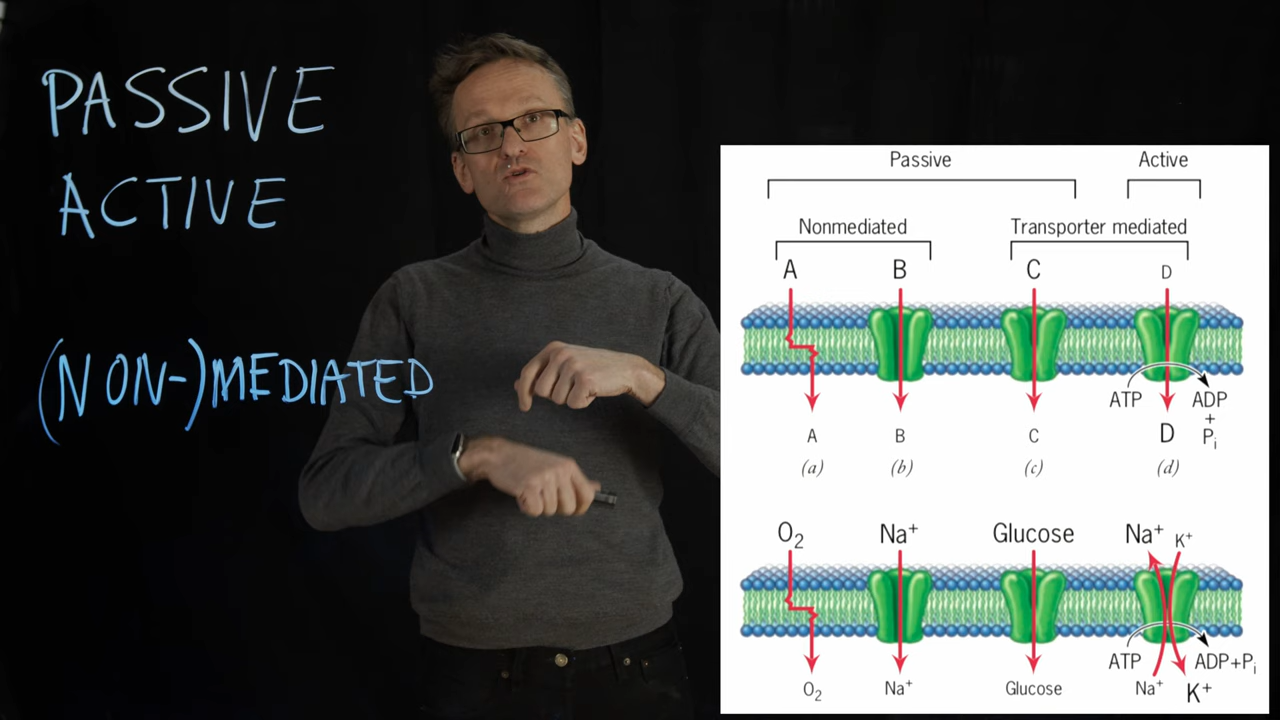 PASSIVE
ACTIVE
(NON-)MEDIATED
Passive Active
Nonmediated Transporter mediated
A B C D
ATP ADP
+
Pi
A B C D
(a) (b) (c) (d)
O2 Na+ Glucose Na+ K+
ATP ADP+Pi
O2 Na+ Glucose Na+ K+